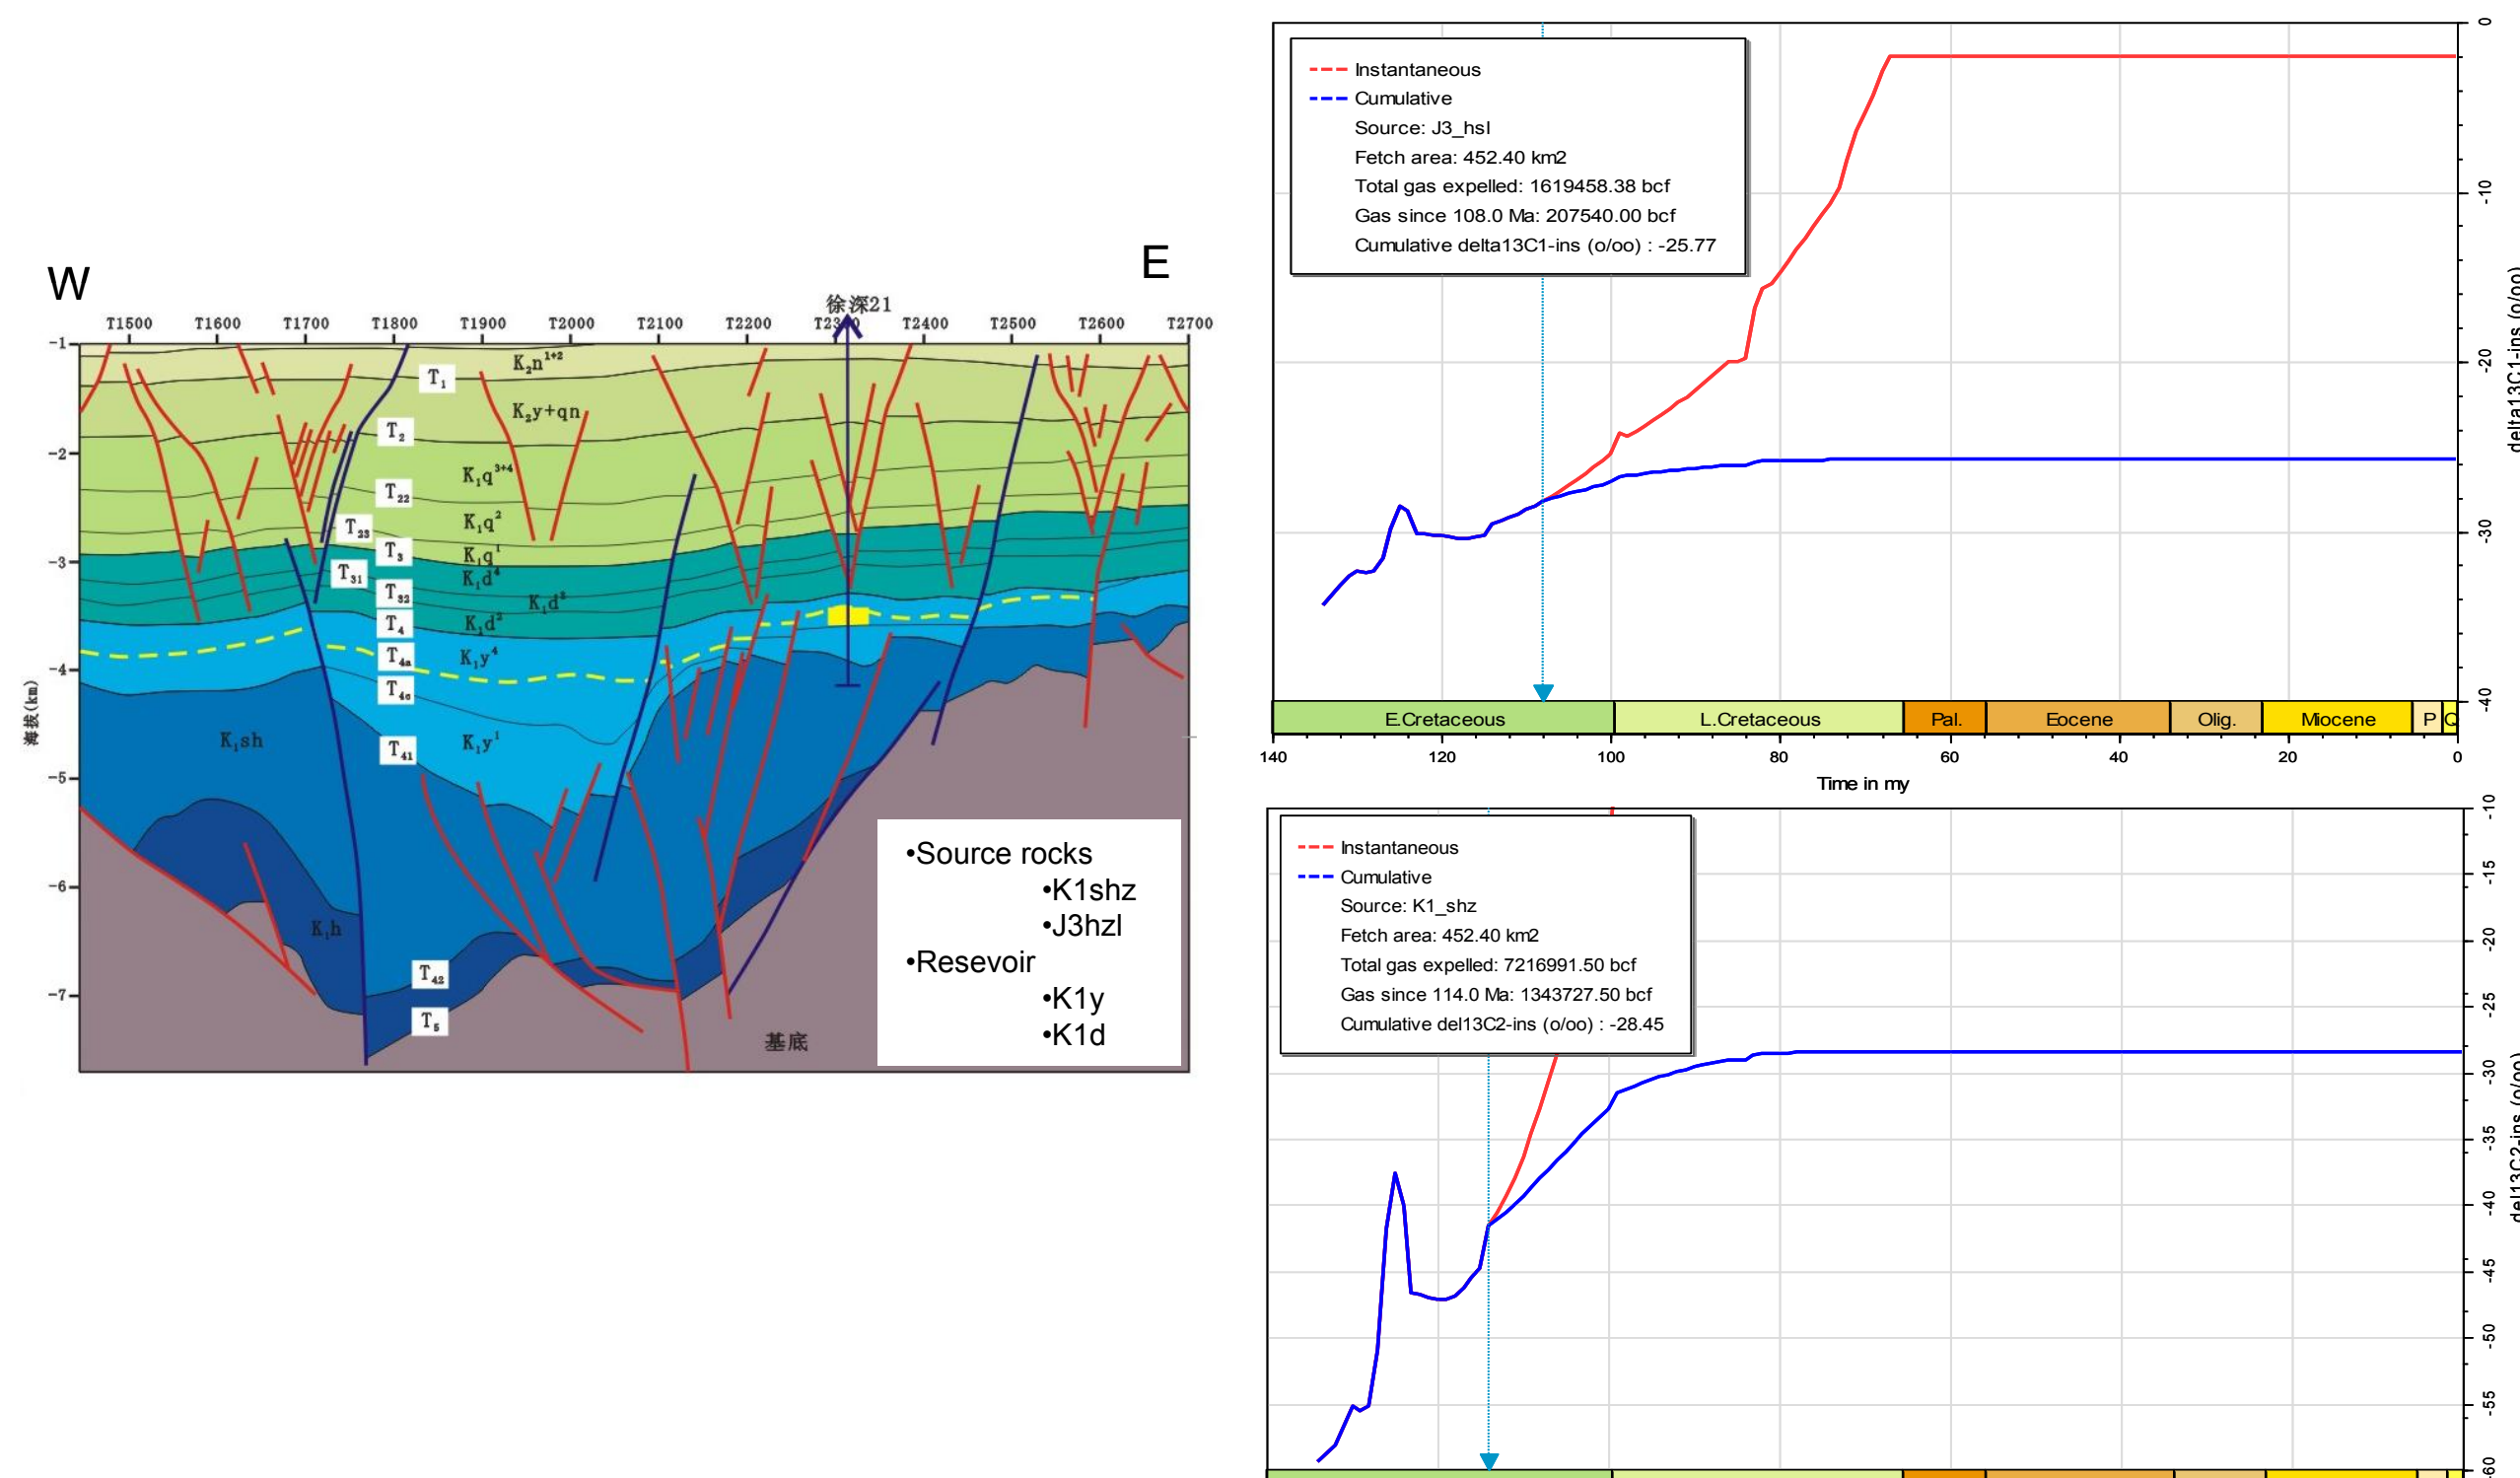 W
E
徐深21
T1500 T1600 T1700 T1800 T1900 T2000 T2100 T2200 T2300 T2400 T2500 T2600 T2700
-1
-2
-3
-4
-5
-6
-7
海拔(km)
K₂n¹⁺²
T₁
K₂y+qn
T₂
K₁q³⁺⁴
T₂₂
K₁q²
T₂₃
K₁q¹
T₃
K₁d⁴
T₃₁
K₁d³
T₃₂
K₁d²
T₄
K₁y⁴
T₄ₐ
T₄c
K₁sh
K₁y¹
T₄₁
K₁h
T₄₂
T₅
基底
•Source rocks
•K1shz
•J3hzl
•Resevoir
•K1y
•K1d
Instantaneous
Cumulative
Source: J3_hsl
Fetch area: 452.40 km2
Total gas expelled: 1619458.38 bcf
Gas since 108.0 Ma: 207540.00 bcf
Cumulative delta13C1-ins (o/oo) : -25.77
0
-10
-20
-30
-40
delta13C1-ins (o/oo)
E.Cretaceous L.Cretaceous Pal. Eocene Olig. Miocene P Q
140 120 100 80 60 40 20 0
Time in my
Instantaneous
Cumulative
Source: K1_shz
Fetch area: 452.40 km2
Total gas expelled: 7216991.50 bcf
Gas since 114.0 Ma: 1343727.50 bcf
Cumulative del13C2-ins (o/oo) : -28.45
-10
-15
-20
-25
-30
-35
-40
-45
-50
-55
-60
del13C2-ins (o/oo)